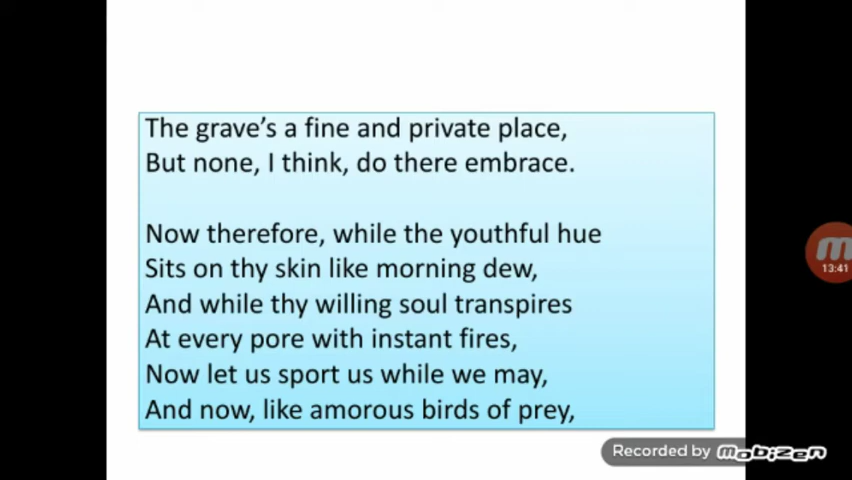 The grave's a fine and private place,
But none, I think, do there embrace.
Now therefore, while the youthful hue
Sits on thy skin like morning dew,
And while thy willing soul transpires
At every pore with instant fires,
Now let us sport us while we may,
And now, like amorous birds of prey,
13:41
Recorded by mobizen